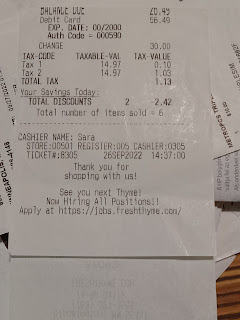 BALANCE DUE
Debit Card 56.49
EXP. DATE: 00/2000
Auth Code = 000590
CHANGE 30.00
TAX-CODE TAXABLE-VAL TAX-VALUE
Tax 1 14.97 0.10
Tax 2 14.97 1.03
TOTAL TAX 1.13
Your Savings Today:
TOTAL DISCOUNTS 2 -2.42
Total number of items sold = 6
CASHIER NAME: Sara
STORE:00501 REGISTER:005 CASHIER:0305
TICKET#:8305 26SEP2022 14:37:00
Thank you for
shopping with us!
See you next Thyme!
Now Hiring All Positions!!
Apply at https://jobs.freshthyme.com/